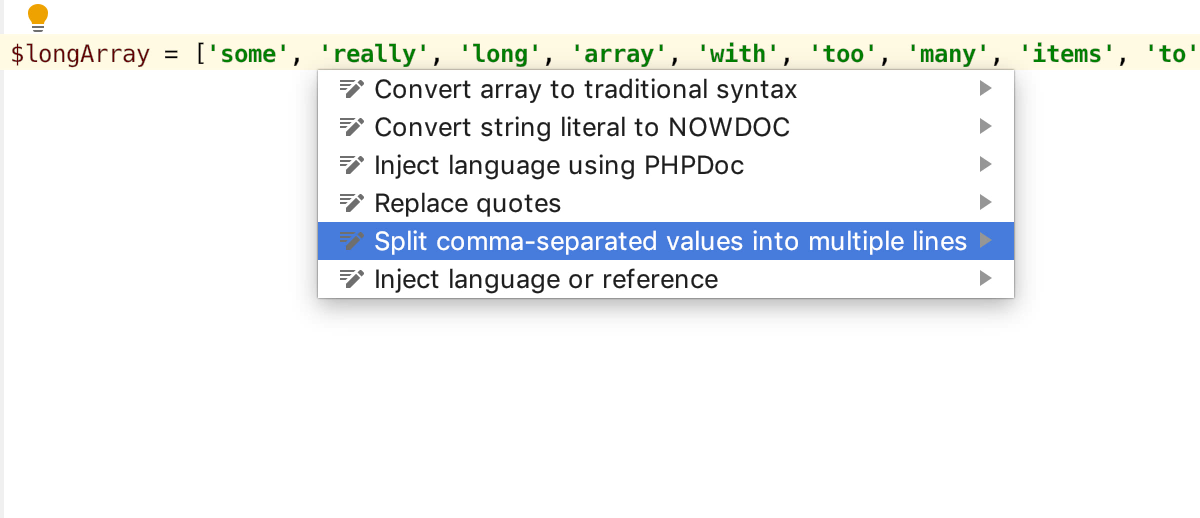 $longArray = ['some', 'really', 'long', 'array', 'with', 'too', 'many', 'items', 'to'
Convert array to traditional syntax
Convert string literal to NOWDOC
Inject language using PHPDoc
Replace quotes
Split comma-separated values into multiple lines
Inject language or reference